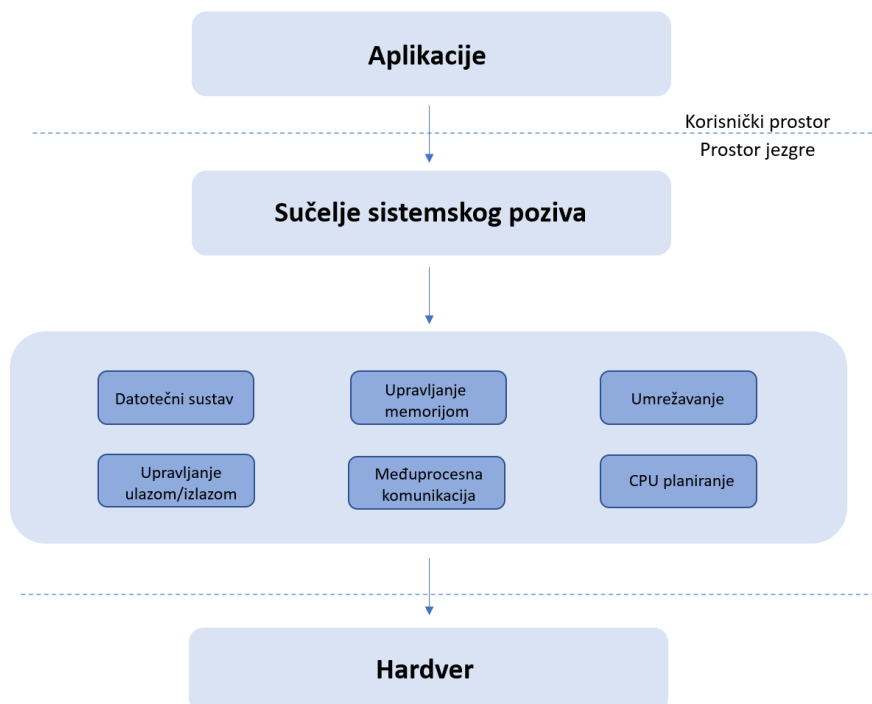 Aplikacije
Korisnički prostor
Prostor jezgre
Sučelje sistemskog poziva
Datotečni sustav
Upravljanje
memorijom
Umrežavanje
Upravljanje
ulazom/izlazom
Međuprocesna
komunikacija
CPU planiranje
Hardver